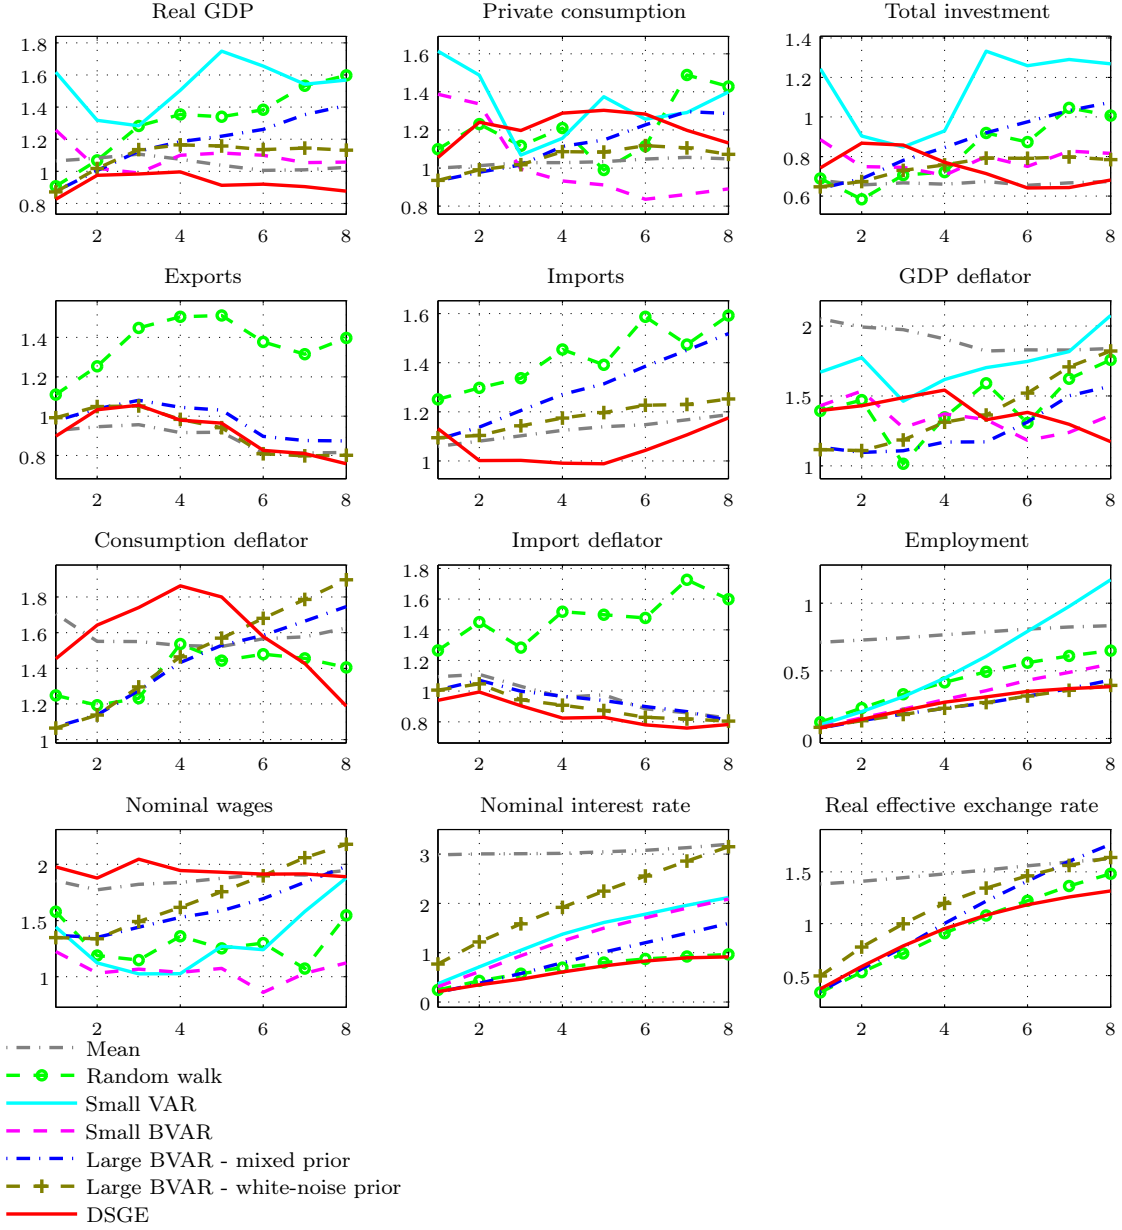 Real GDP
Private consumption
Total investment
1.8
1.6
1.4
1.2
1
0.8
2 4 6 8
1.6
1.4
1.2
1
0.8
2 4 6 8
1.4
1.2
1
0.8
0.6
2 4 6 8
Exports
Imports
GDP deflator
1.4
1.2
1
0.8
2 4 6 8
1.6
1.4
1.2
1
2 4 6 8
2
1.5
1
2 4 6 8
Consumption deflator
Import deflator
Employment
1.8
1.6
1.4
1.2
1
2 4 6 8
1.8
1.6
1.4
1.2
1
0.8
2 4 6 8
1
0.5
0
2 4 6 8
Nominal wages
Nominal interest rate
Real effective exchange rate
2
1.5
1
2 4 6 8
3
2
1
0
2 4 6 8
1.5
1
0.5
2 4 6 8
Mean
Random walk
Small VAR
Small BVAR
Large BVAR - mixed prior
Large BVAR - white-noise prior
DSGE